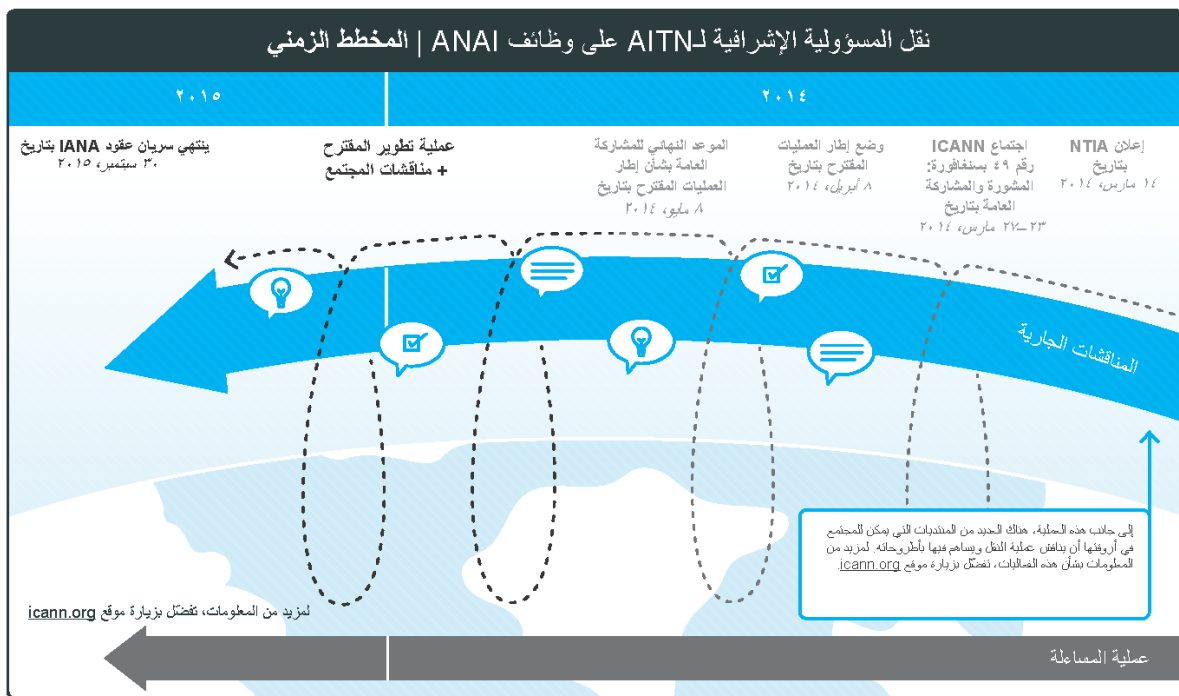 نقل المسؤولية الإشرافية لـAITN على وظائف ANAI | المخطط الزمني
٢٠١٤
٢٠١٥
إعلان NTIA
بتاريخ
١٤ مارس، ٢٠١٤
اجتماع ICANN
رقم ٤٩ بسنغافورة:
المشورة والمشاركة
العامة بتاريخ
٢٣–٢٧ مارس، ٢٠١٤
وضع إطار العمليات
المقترح بتاريخ
٨ أبريل، ٢٠١٤
الموعد النهائي للمشاركة
العامة بشأن إطار
العمليات المقترح بتاريخ
٨ مايو، ٢٠١٤
عملية تطوير المقترح
+ مناقشات المجتمع
ينتهي سريان عقود IANA بتاريخ
٣٠ سبتمبر، ٢٠١٥
المناقشات الجارية
إلى جانب هذه العملية، هناك العديد من المنتديات التي يمكن للمجتمع
في أروقتها أن يناقش عملية النقل ويساهم فيها بأطروحاته. لمزيد من
المعلومات بشأن هذه الفعاليات، تفضّل بزيارة موقع icann.org.
لمزيد من المعلومات، تفضّل بزيارة موقع icann.org
عملية المساءلة